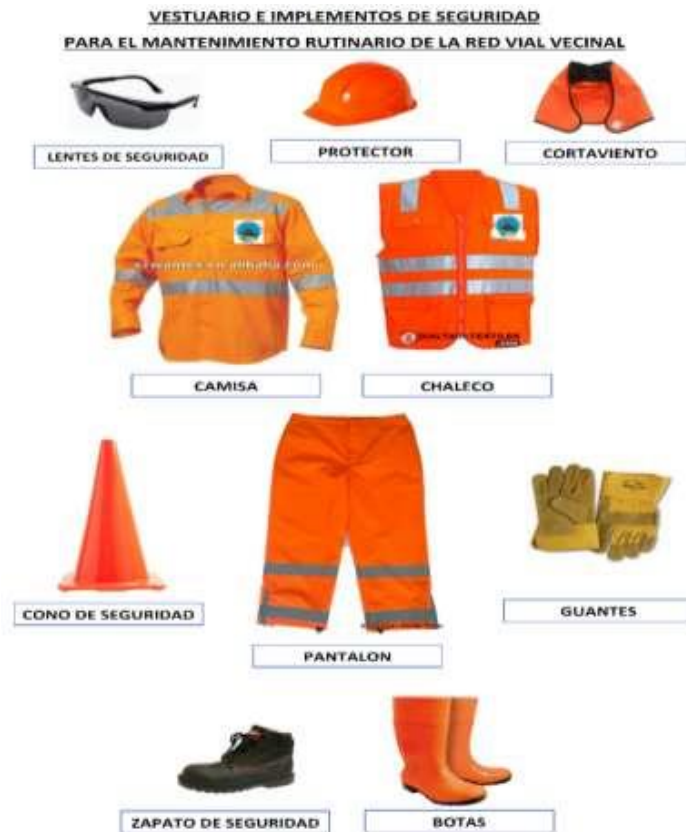 VESTUARIO E IMPLEMENTOS DE SEGURIDAD
PARA EL MANTENIMIENTO RUTINARIO DE LA RED VIAL VECINAL
LENTES DE SEGURIDAD
PROTECTOR
CORTAVIENTO
CAMISA
CHALECO
CONO DE SEGURIDAD
GUANTES
PANTALON
ZAPATO DE SEGURIDAD
BOTAS